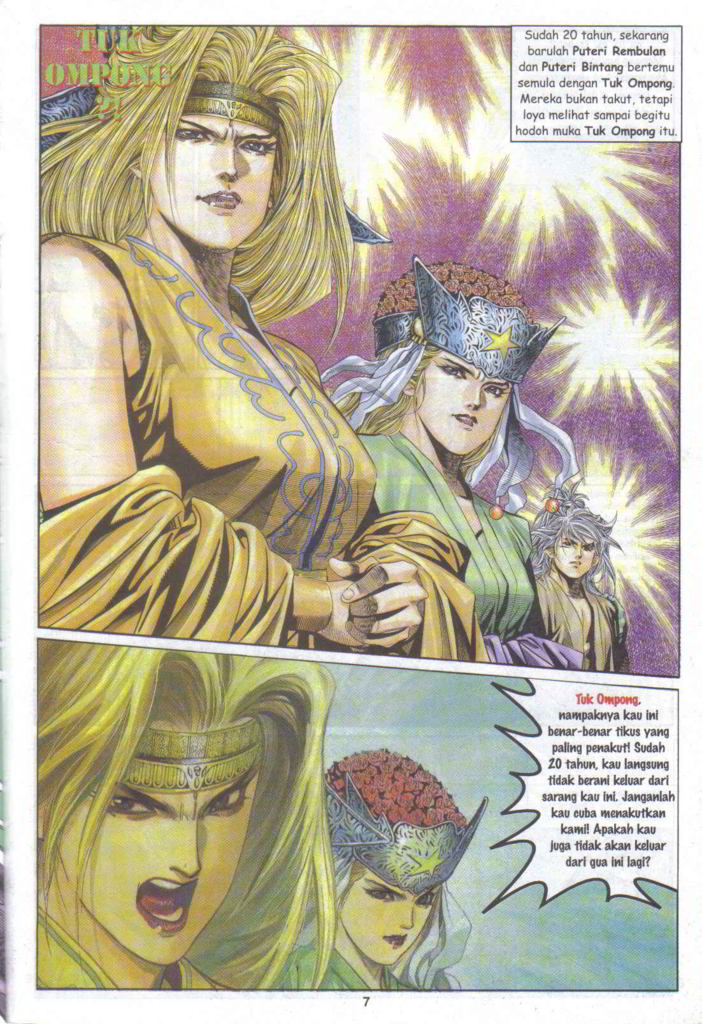 TUK
OMPONG
?!
Sudah 20 tahun, sekarang
barulah Puteri Rembulan
dan Puteri Bintang bertemu
semula dengan Tuk Ompong.
Mereka bukan takut, tetapi
loya melihat sampai begitu
hodoh muka Tuk Ompong itu.
Tuk Ompong,
nampaknya kau ini
benar-benar tikus yang
paling penakut! Sudah
20 tahun, kau langsung
tidak berani keluar dari
sarang kau ini. Janganlah
kau cuba menakutkan
kami! Apakah kau
juga tidak akan keluar
dari gua ini lagi?
7